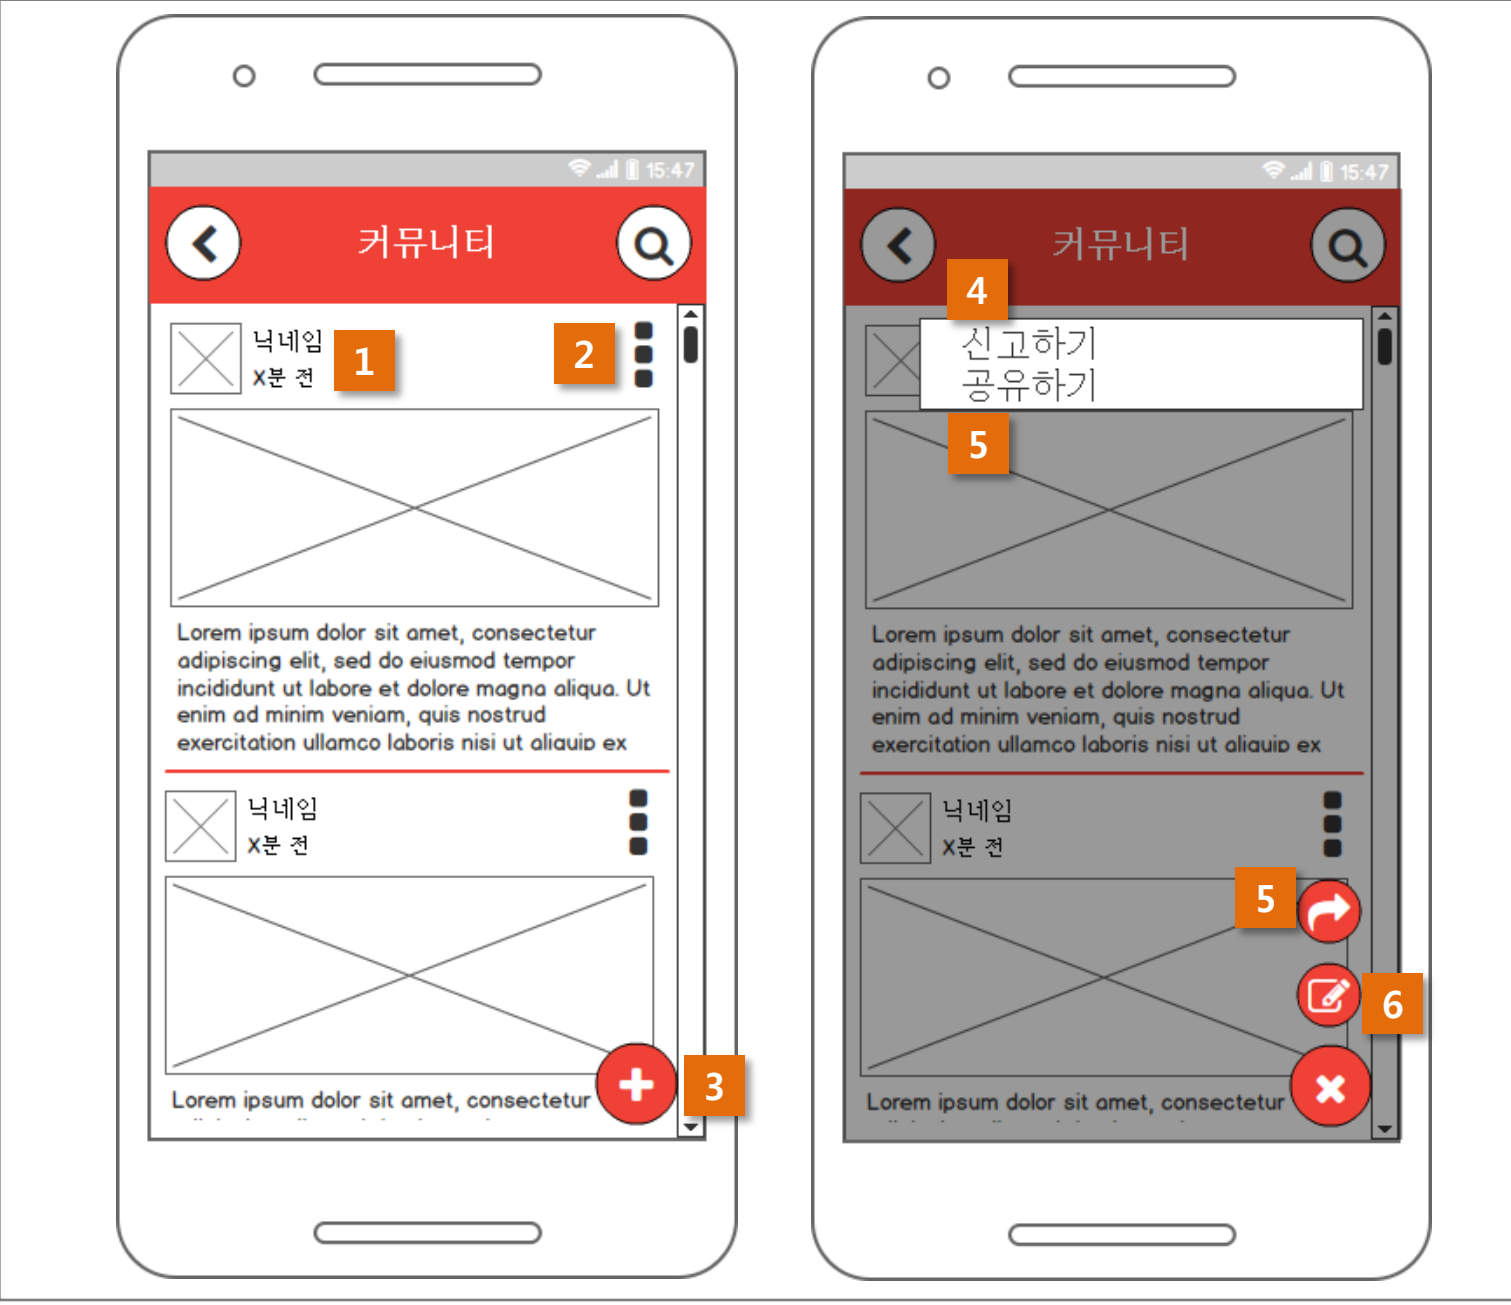 15:47
커뮤니티
닉네임
X분 전
1
2
Lorem ipsum dolor sit amet, consectetur
adipiscing elit, sed do eiusmod tempor
incididunt ut labore et dolore magna aliqua. Ut
enim ad minim veniam, quis nostrud
exercitation ullamco laboris nisi ut aliquip ex
닉네임
X분 전
Lorem ipsum dolor sit amet, consectetur
3
15:47
커뮤니티
4
신고하기
공유하기
5
Lorem ipsum dolor sit amet, consectetur
adipiscing elit, sed do eiusmod tempor
incididunt ut labore et dolore magna aliqua. Ut
enim ad minim veniam, quis nostrud
exercitation ullamco laboris nisi ut aliquip ex
닉네임
X분 전
5
6
Lorem ipsum dolor sit amet, consectetur